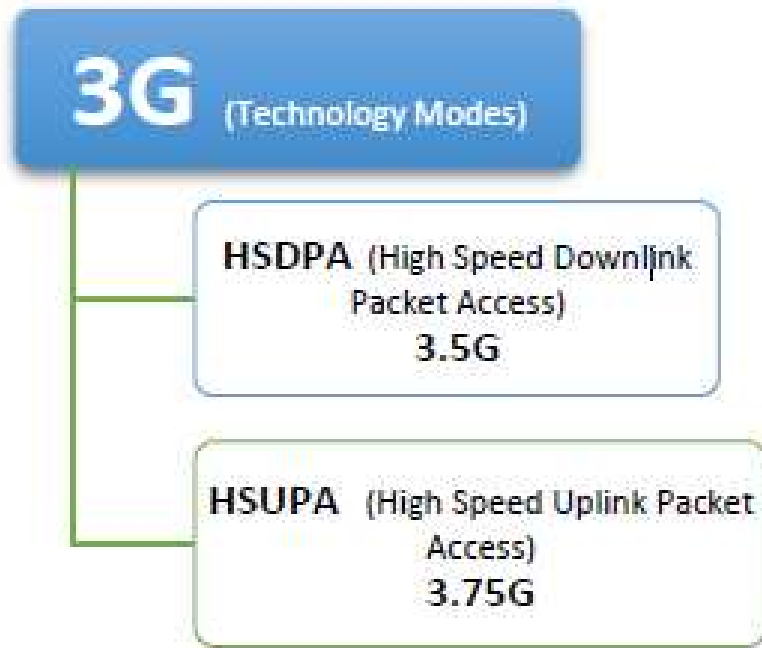 3G (Technology Modes)
HSDPA (High Speed Downlink
Packet Access)
3.5G
HSUPA (High Speed Uplink Packet
Access)
3.75G